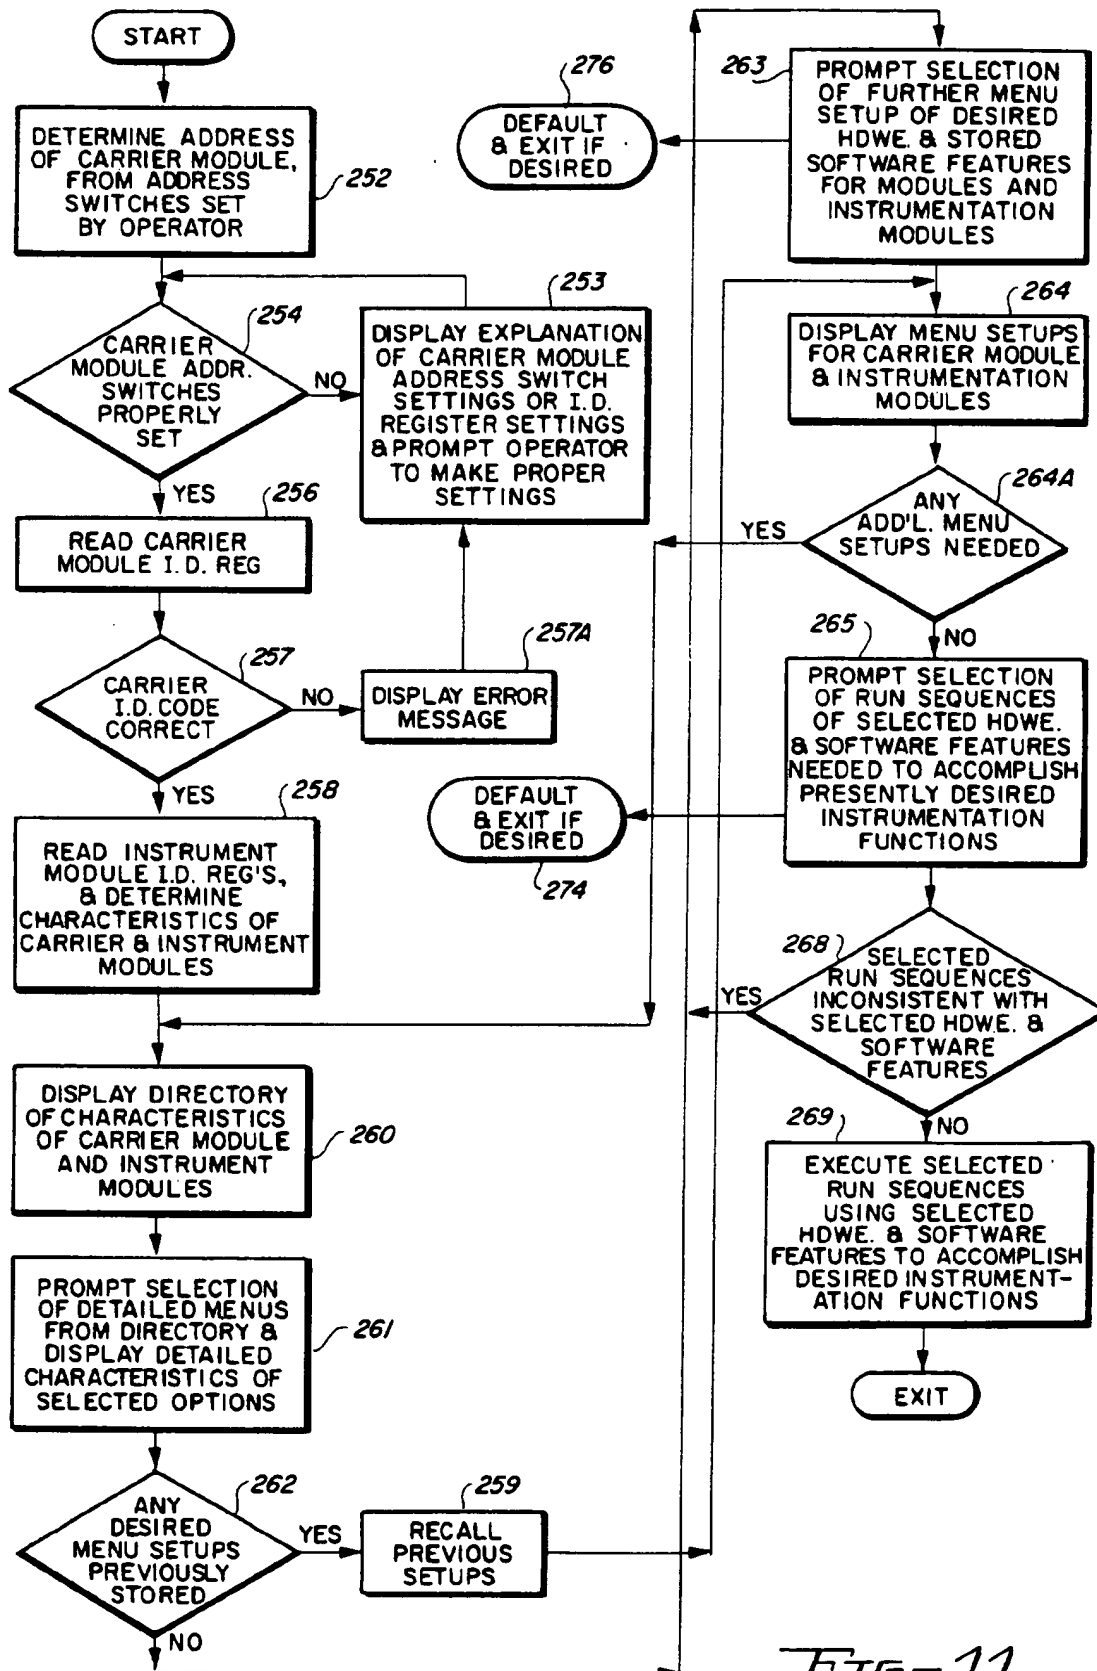 START
DETERMINE ADDRESS
OF CARRIER MODULE,
FROM ADDRESS
SWITCHES SET
BY OPERATOR
252
254
CARRIER
MODULE ADDR.
SWITCHES
PROPERLY
SET
NO
YES
253
DISPLAY EXPLANATION
OF CARRIER MODULE
ADDRESS SWITCH
SETTINGS OR I.D.
REGISTER SETTINGS
& PROMPT OPERATOR
TO MAKE PROPER
SETTINGS
256
READ CARRIER
MODULE I.D. REG
257
CARRIER
I.D. CODE
CORRECT
NO
YES
257A
DISPLAY ERROR
MESSAGE
258
READ INSTRUMENT
MODULE I.D. REG'S.,
& DETERMINE
CHARACTERISTICS OF
CARRIER & INSTRUMENT
MODULES
DISPLAY DIRECTORY
OF CHARACTERISTICS
OF CARRIER MODULE
AND INSTRUMENT
MODULES
260
PROMPT SELECTION
OF DETAILED MENUS
FROM DIRECTORY &
DISPLAY DETAILED
CHARACTERISTICS OF
SELECTED OPTIONS
261
262
ANY
DESIRED
MENU SETUPS
PREVIOUSLY
STORED
YES
NO
259
RECALL
PREVIOUS
SETUPS
276
DEFAULT
& EXIT IF
DESIRED
263
PROMPT SELECTION
OF FURTHER MENU
SETUP OF DESIRED
HDWE. & STORED
SOFTWARE FEATURES
FOR MODULES AND
INSTRUMENTATION
MODULES
264
DISPLAY MENU SETUPS
FOR CARRIER MODULE
& INSTRUMENTATION
MODULES
264A
ANY
ADD'L. MENU
SETUPS NEEDED
YES
NO
265
PROMPT SELECTION
OF RUN SEQUENCES
OF SELECTED HDWE.
& SOFTWARE FEATURES
NEEDED TO ACCOMPLISH
PRESENTLY DESIRED
INSTRUMENTATION
FUNCTIONS
DEFAULT
& EXIT IF
DESIRED
274
268
SELECTED
RUN SEQUENCES
INCONSISTENT WITH
SELECTED HDWE. &
SOFTWARE
FEATURES
YES
NO
269
EXECUTE SELECTED
RUN SEQUENCES
USING SELECTED
HDWE. & SOFTWARE
FEATURES TO ACCOMPLISH
DESIRED INSTRUMENT-
ATION FUNCTIONS
EXIT
FIG-11